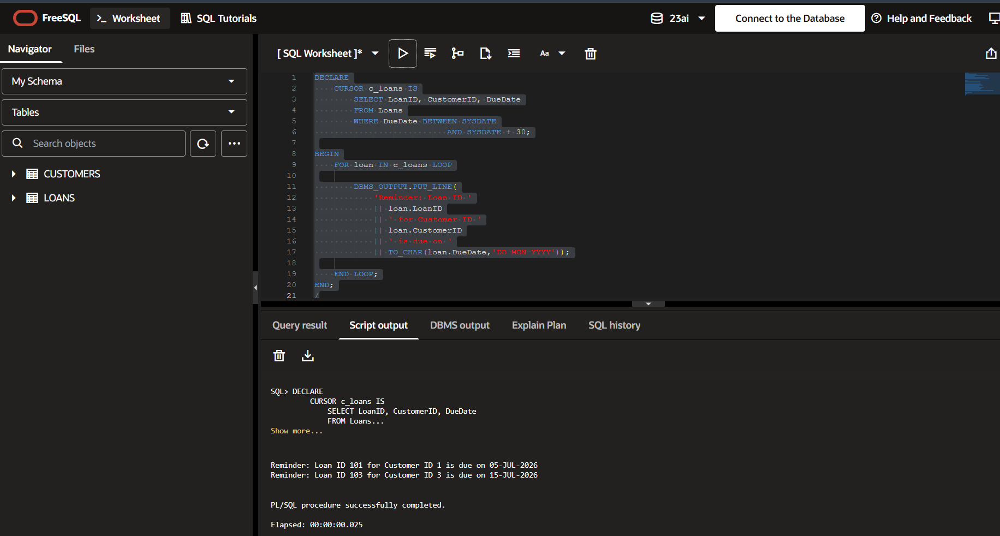 FreeSQL
>_ Worksheet
SQL Tutorials
23ai
Connect to the Database
Help and Feedback
Navigator
Files
My Schema
Tables
Search objects
CUSTOMERS
LOANS
[ SQL Worksheet ]*
Aa
1 DECLARE
2     CURSOR c_loans IS
3         SELECT LoanID, CustomerID, DueDate
4         FROM Loans
5         WHERE DueDate BETWEEN SYSDATE
6                            AND SYSDATE + 30;
7
8 BEGIN
9     FOR loan IN c_loans LOOP
10
11         DBMS_OUTPUT.PUT_LINE(
12             'Reminder: Loan ID '
13             || loan.LoanID
14             || ' for Customer ID '
15             || loan.CustomerID
16             || ' is due on '
17             || TO_CHAR(loan.DueDate,'DD-MON-YYYY'));
18
19     END LOOP;
20 END;
21 /
Query result
Script output
DBMS output
Explain Plan
SQL history
SQL> DECLARE
         CURSOR c_loans IS
             SELECT LoanID, CustomerID, DueDate
             FROM Loans...
Show more...
Reminder: Loan ID 101 for Customer ID 1 is due on 05-JUL-2026
Reminder: Loan ID 103 for Customer ID 3 is due on 15-JUL-2026
PL/SQL procedure successfully completed.
Elapsed: 00:00:00.025